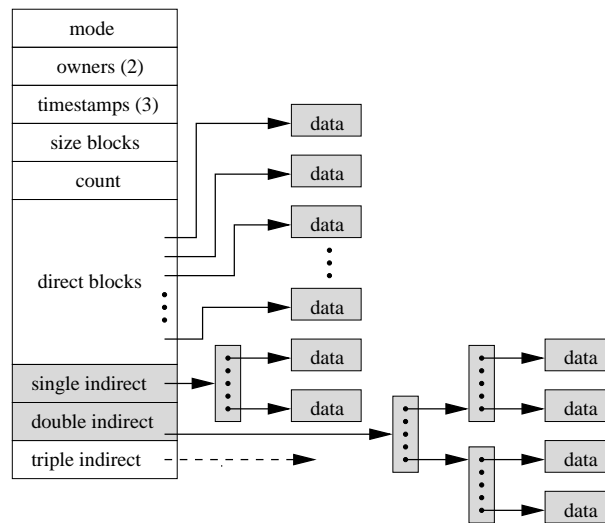 mode
owners (2)
timestamps (3)
size blocks
count
direct blocks
single indirect
double indirect
triple indirect
data
data
data
data
data
data
data
data
data
data